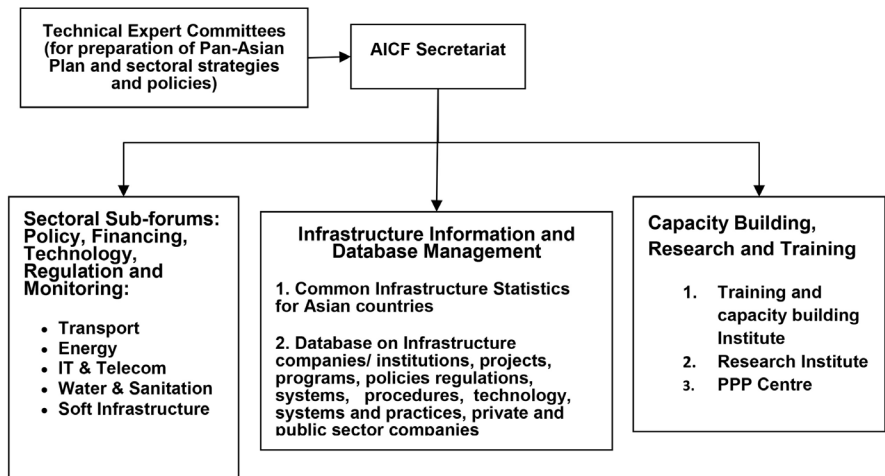 Technical Expert Committees
(for preparation of Pan-Asian
Plan and sectoral strategies
and policies)
AICF Secretariat
Sectoral Sub-forums:
Policy, Financing,
Technology,
Regulation and
Monitoring:
• Transport
• Energy
• IT & Telecom
• Water & Sanitation
• Soft Infrastructure
Infrastructure Information and
Database Management
1. Common Infrastructure Statistics
for Asian countries
2. Database on Infrastructure
companies/ institutions, projects,
programs, policies regulations,
systems, procedures, technology,
systems and practices, private and
public sector companies
Capacity Building,
Research and Training
1. Training and
capacity building
Institute
2. Research Institute
3. PPP Centre